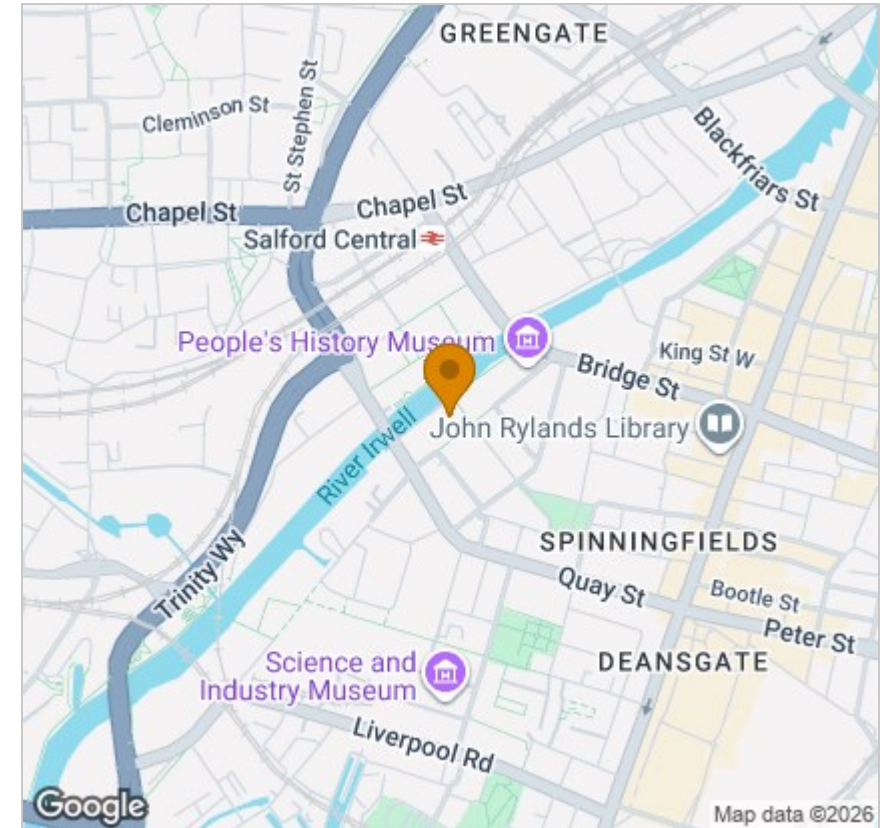 GREENGATE
Cleminson St
St Stephen St
Blackfriars St
Chapel St
Chapel St
Salford Central
People's History Museum
King St W
Bridge St
John Rylands Library
River Irwell
SPINNINGFIELDS
Trinity Wy
Quay St
Bootle St
Peter St
Science and
Industry Museum
DEANSGATE
Liverpool Rd
Google
Map data ©2026